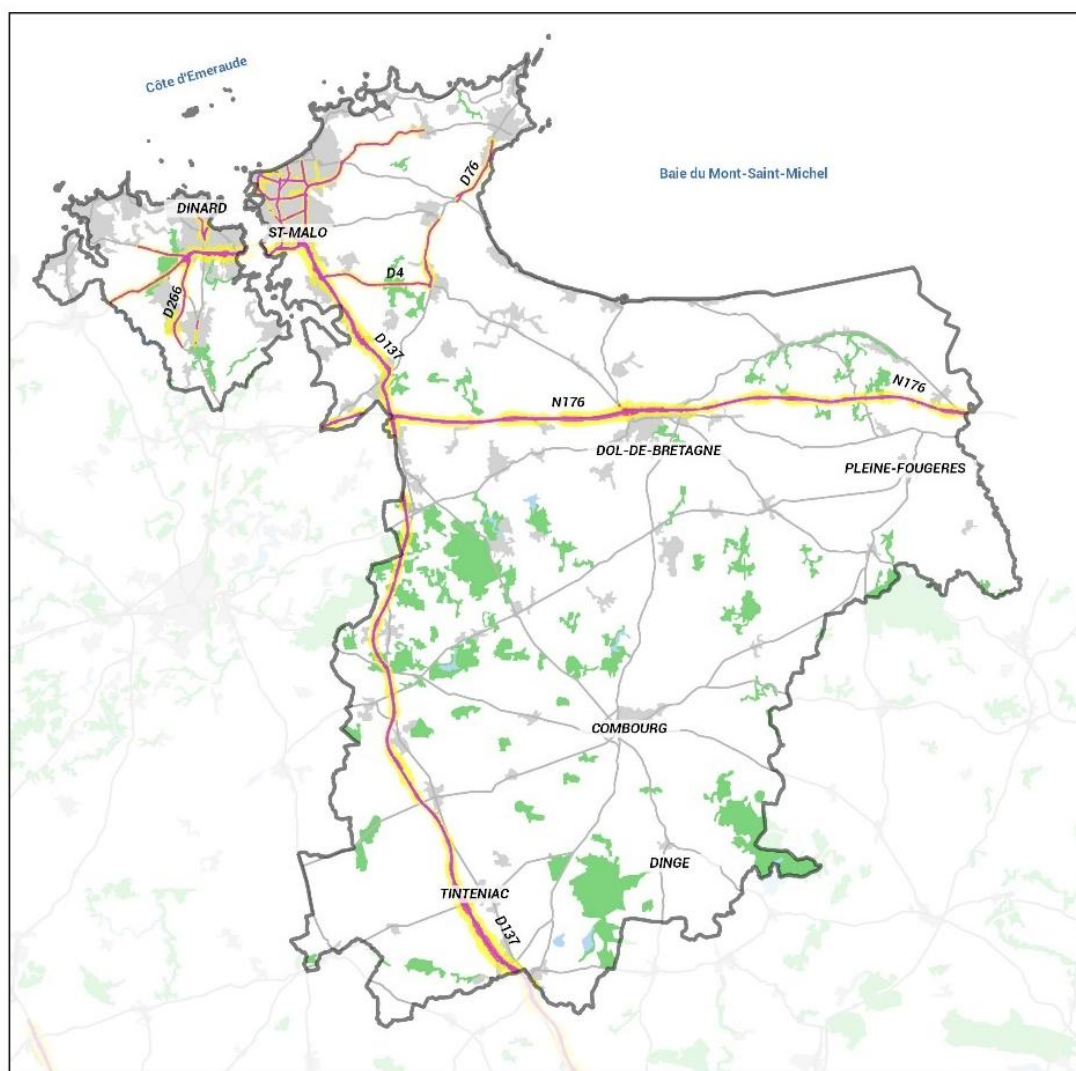 Côte d'Emeraude
Baie du Mont-Saint-Michel
D76
DINARD
ST-MALO
D4
D266
D137
N176
N176
DOL-DE-BRETAGNE
PLEINE-FOUGERES
COMBOURG
DINGE
TINTENIAC
D137